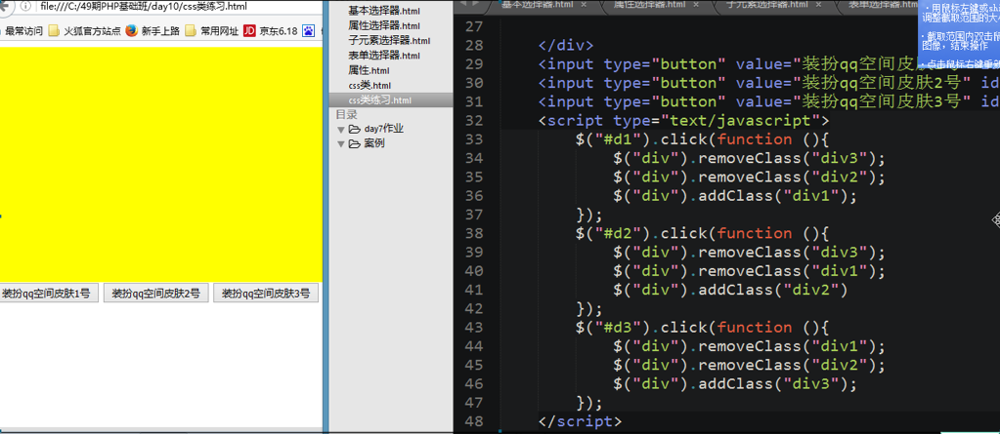 file:///C:/49期PHP基础班/day10/css类练习.html
最常访问 火狐官方站点 新手上路 常用网址 JD 京东6.18
装扮qq空间皮肤1号 装扮qq空间皮肤2号 装扮qq空间皮肤3号
基本选择器.html
属性选择器.html
子元素选择器.html
表单选择器.html
属性.html
css类.html
css类练习.html
目录
day7作业
案例
基本选择器.html × 属性选择器.html × 子元素选择器.html × 表单选择器.html
27
28 </div>
29 <input type="button" value="装扮qq空间皮
30 <input type="button" value="装扮qq空间皮肤2号" id
31 <input type="button" value="装扮qq空间皮肤3号" id
32 <script type="text/javascript">
33 $("#d1").click(function (){
34 $("div").removeClass("div3");
35 $("div").removeClass("div2");
36 $("div").addClass("div1");
37 });
38 $("#d2").click(function (){
39 $("div").removeClass("div3");
40 $("div").removeClass("div1");
41 $("div").addClass("div2")
42 });
43 $("#d3").click(function (){
44 $("div").removeClass("div1");
45 $("div").removeClass("div2");
46 $("div").addClass("div3");
47 });
48 </script>
·用鼠标左键或
调整截取范围的大
·截取范围内双击
图像，结束操作
·点击鼠标右键重